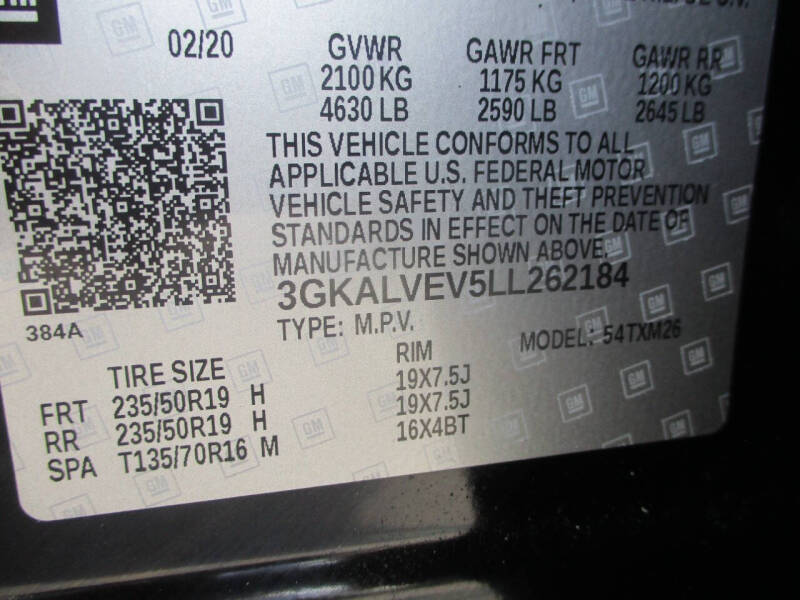 GM
02/20 GVWR GAWR FRT GAWR RR
2100 KG 1175 KG 1200 KG
4630 LB 2590 LB 2645 LB
THIS VEHICLE CONFORMS TO ALL
APPLICABLE U.S. FEDERAL MOTOR
VEHICLE SAFETY AND THEFT PREVENTION
STANDARDS IN EFFECT ON THE DATE OF
MANUFACTURE SHOWN ABOVE.
3GKALVEV5LL262184
384A
TYPE: M.P.V. MODEL: 54TXM26
TIRE SIZE RIM
FRT 235/50R19 H 19X7.5J
RR 235/50R19 H 19X7.5J
SPA T135/70R16 M 16X4BT